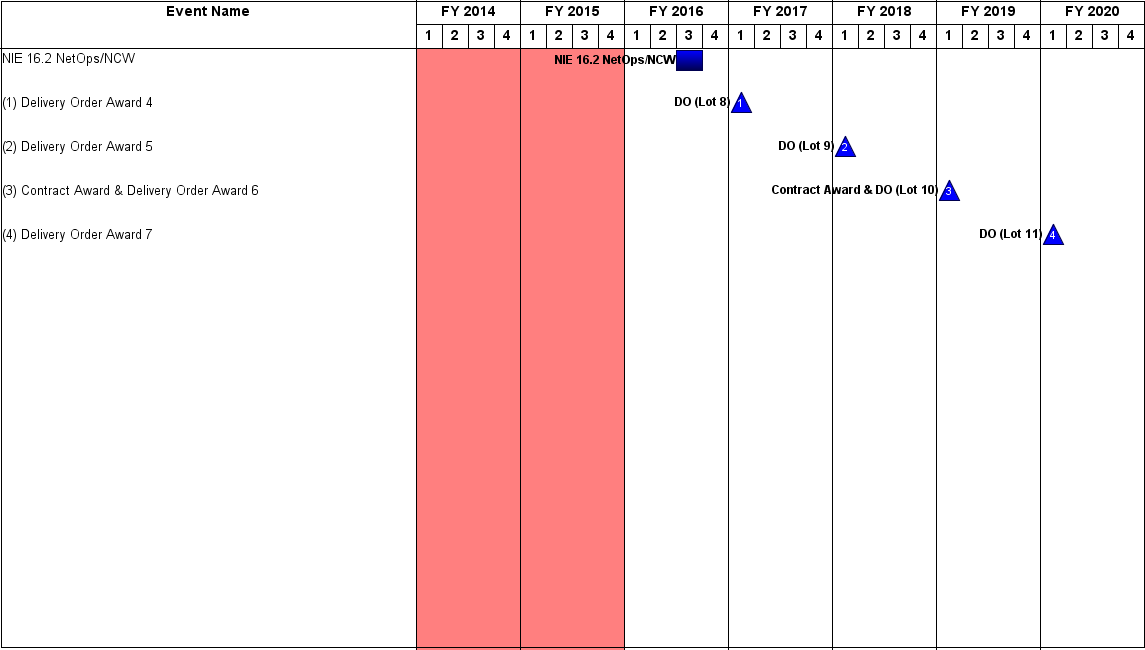 Event Name FY 2014 FY 2015 FY 2016 FY 2017 FY 2018 FY 2019 FY 2020
1 2 3 4 1 2 3 4 1 2 3 4 1 2 3 4 1 2 3 4 1 2 3 4 1 2 3 4
NIE 16.2 NetOps/NCW NIE 16.2 NetOps/NCW
(1) Delivery Order Award 4 DO (Lot 8) 1
(2) Delivery Order Award 5 DO (Lot 9) 2
(3) Contract Award & Delivery Order Award 6 Contract Award & DO (Lot 10) 3
(4) Delivery Order Award 7 DO (Lot 11) 4